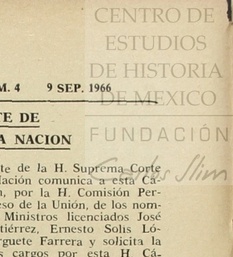 CENTRO DE
ESTUDIOS
DE HISTORIA
DE MEXICO
FUNDACIÓN
Carlos Slim
M. 4 9 SEP. 1966
TE DE
A NACION
te de la H. Suprema Corte
ación comunica a esta Cá-
n, por la H. Comisión Per-
eso de la Unión, de los nom-
Ministros licenciados José
tiérrez, Ernesto Solís Ló-
rguete Farrera y solicita la
s cargos por esta H Cá-